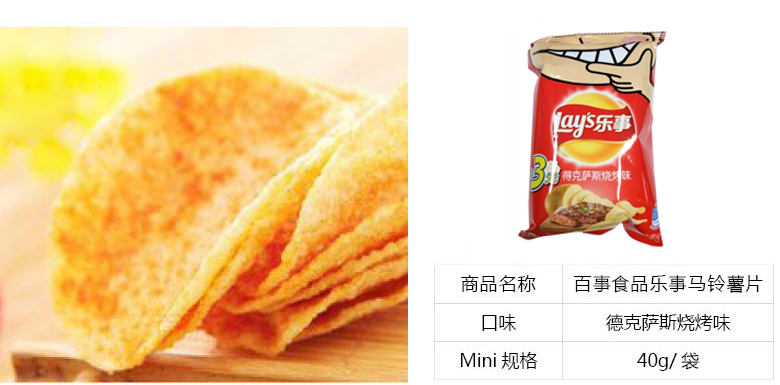 Lay's乐事
3
得克萨斯烧烤味
商品名称 百事食品乐事马铃薯片
口味 德克萨斯烧烤味
Mini 规格 40g/ 袋